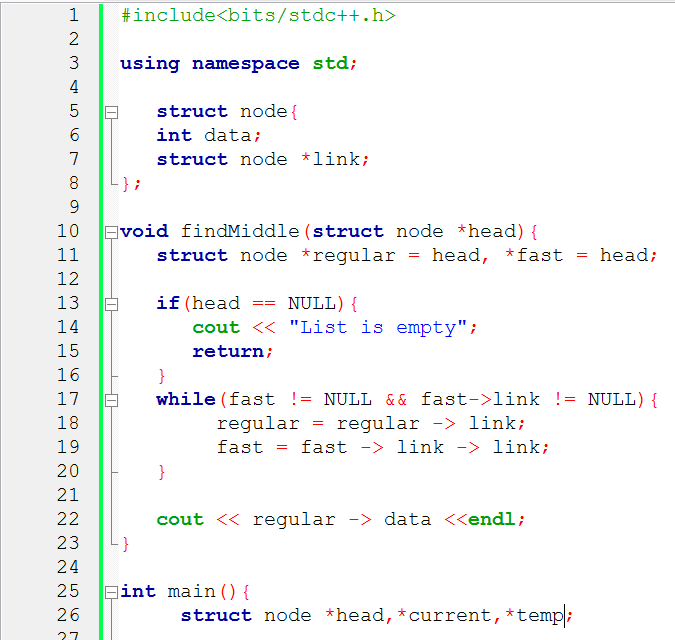 1 #include<bits/stdc++.h>
2
3 using namespace std;
4
5 struct node{
6 int data;
7 struct node *link;
8 };
9
10 void findMiddle(struct node *head){
11 struct node *regular = head, *fast = head;
12
13 if(head == NULL){
14 cout << "List is empty";
15 return;
16 }
17 while(fast != NULL && fast->link != NULL){
18 regular = regular -> link;
19 fast = fast -> link -> link;
20 }
21
22 cout << regular -> data <<endl;
23 }
24
25 int main(){
26 struct node *head,*current,*temp;
27